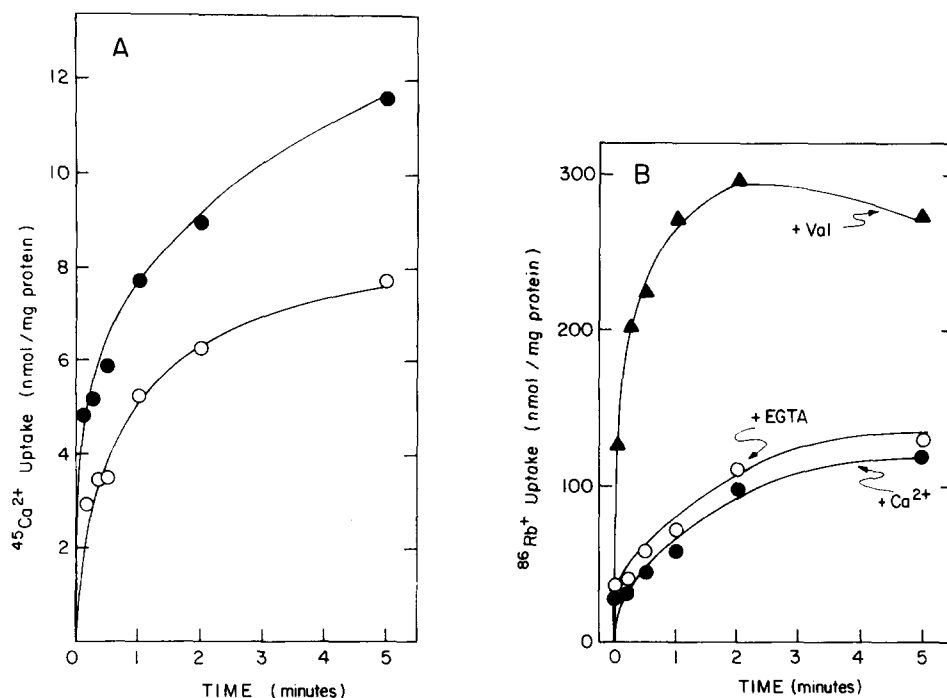 A
12
10
8
6
4
2
0 1 2 3 4 5
TIME (minutes)
45Ca2+ Uptake (nmol/mg protein)
B
300
200
100
0
0 1 2 3 4 5
TIME (minutes)
86Rb+ Uptake (nmol/mg protein)
+ Val
+ EGTA
+ Ca2+